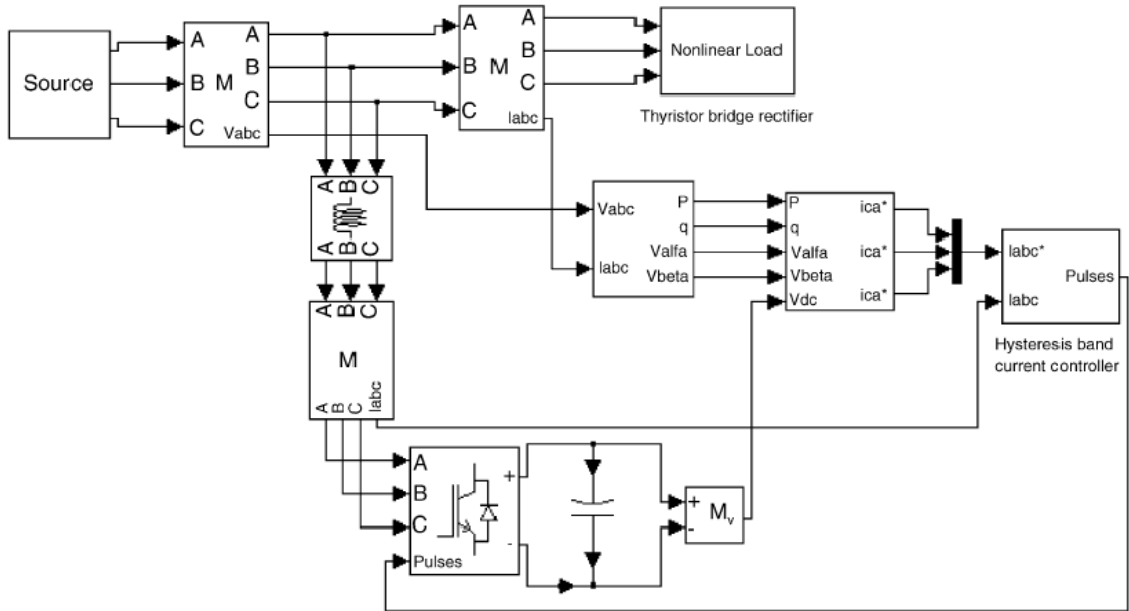 Source
A
B
C
M
A
B
C
Vabc
A
B
C
M
A
B
C
Iabc
Nonlinear Load
Thyristor bridge rectifier
A
B
C
A
B
C
Vabc
Iabc
P
q
Valfa
Vbeta
P
q
Valfa
Vbeta
Vdc
ica*
ica*
ica*
Iabc*
Iabc
Pulses
Hysteresis band
current controller
A
B
C
M
A
B
C
Iabc
A
B
C
Pulses
+
-
+
-
Mv